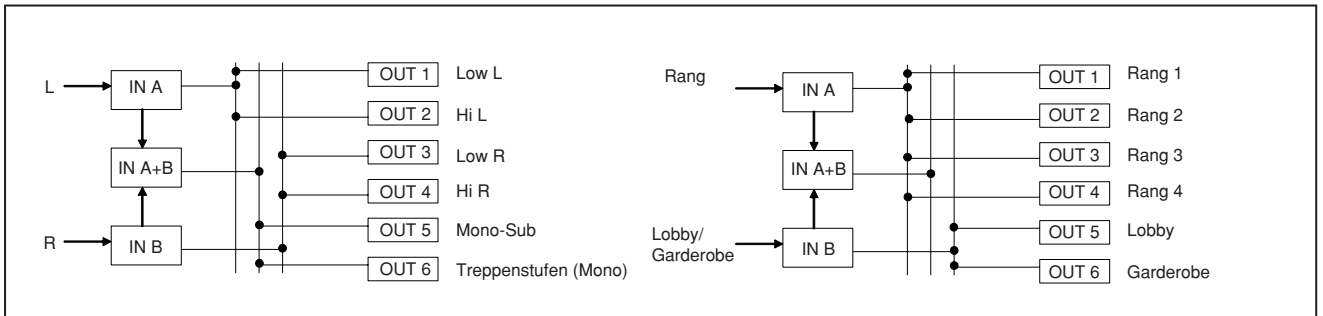 L
IN A
IN A+B
R
IN B
OUT 1 Low L
OUT 2 Hi L
OUT 3 Low R
OUT 4 Hi R
OUT 5 Mono-Sub
OUT 6 Treppenstufen (Mono)
Rang
IN A
IN A+B
Lobby/
Garderobe
IN B
OUT 1 Rang 1
OUT 2 Rang 2
OUT 3 Rang 3
OUT 4 Rang 4
OUT 5 Lobby
OUT 6 Garderobe